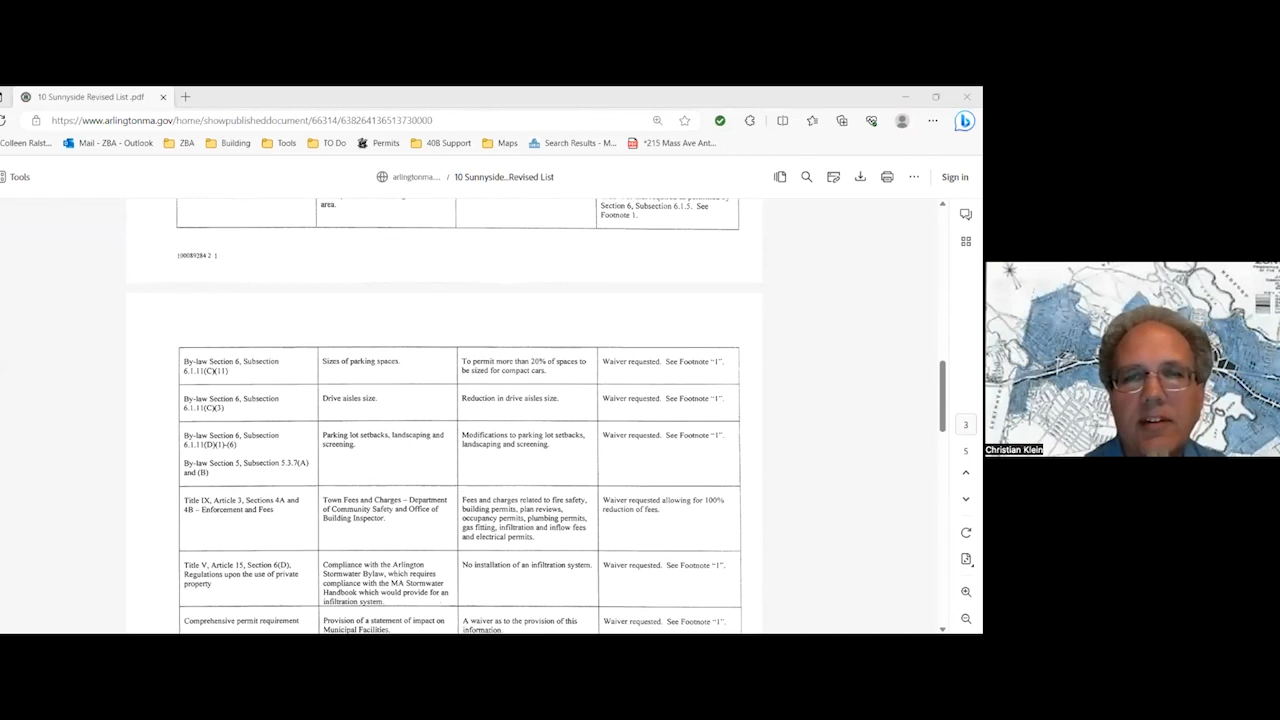 10 Sunnyside Revised List .pdf
https://www.arlingtonma.gov/home/showpublisheddocument/66314/638264136513730000
Colleen Ralst... Mail - ZBA - Outlook ZBA Building Tools TO Do Permits 40B Support Maps Search Results - M... *215 Mass Ave Ant...
Tools
arlingtonma.... / 10 Sunnyside...Revised List
Sign in
area.
Section 6, Subsection 6.1.5. See
Footnote 1.
By-law Section 6, Subsection
6.1.11(C)(11)
Sizes of parking spaces.
To permit more than 20% of spaces to
be sized for compact cars.
Waiver requested. See Footnote "1".
By-law Section 6, Subsection
6.1.11(C)(3)
Drive aisles size.
Reduction in drive aisles size.
Waiver requested. See Footnote "1".
By-law Section 6, Subsection
6.1.11(D)(1)-(6)
By-law Section 5, Subsection 5.3.7(A)
and (B)
Parking lot setbacks, landscaping and
screening.
Modifications to parking lot setbacks,
landscaping and screening.
Waiver requested. See Footnote "1".
Title IX, Article 3, Sections 4A and
4B – Enforcement and Fees
Town Fees and Charges – Department
of Community Safety and Office of
Building Inspector.
Fees and charges related to fire safety,
building permits, plan reviews,
occupancy permits, plumbing permits,
gas fitting, infiltration and inflow fees
and electrical permits.
Waiver requested allowing for 100%
reduction of fees.
Title V, Article 15, Section 6(D),
Regulations upon the use of private
property
Compliance with the Arlington
Stormwater Bylaw, which requires
compliance with the MA Stormwater
Handbook which would provide for an
infiltration system.
No installation of an infiltration system.
Waiver requested. See Footnote "1".
Comprehensive permit requirement
Provision of a statement of impact on
Municipal Facilities.
A waiver as to the provision of this
information.
Waiver requested. See Footnote "1".
3
5
Christian Klein